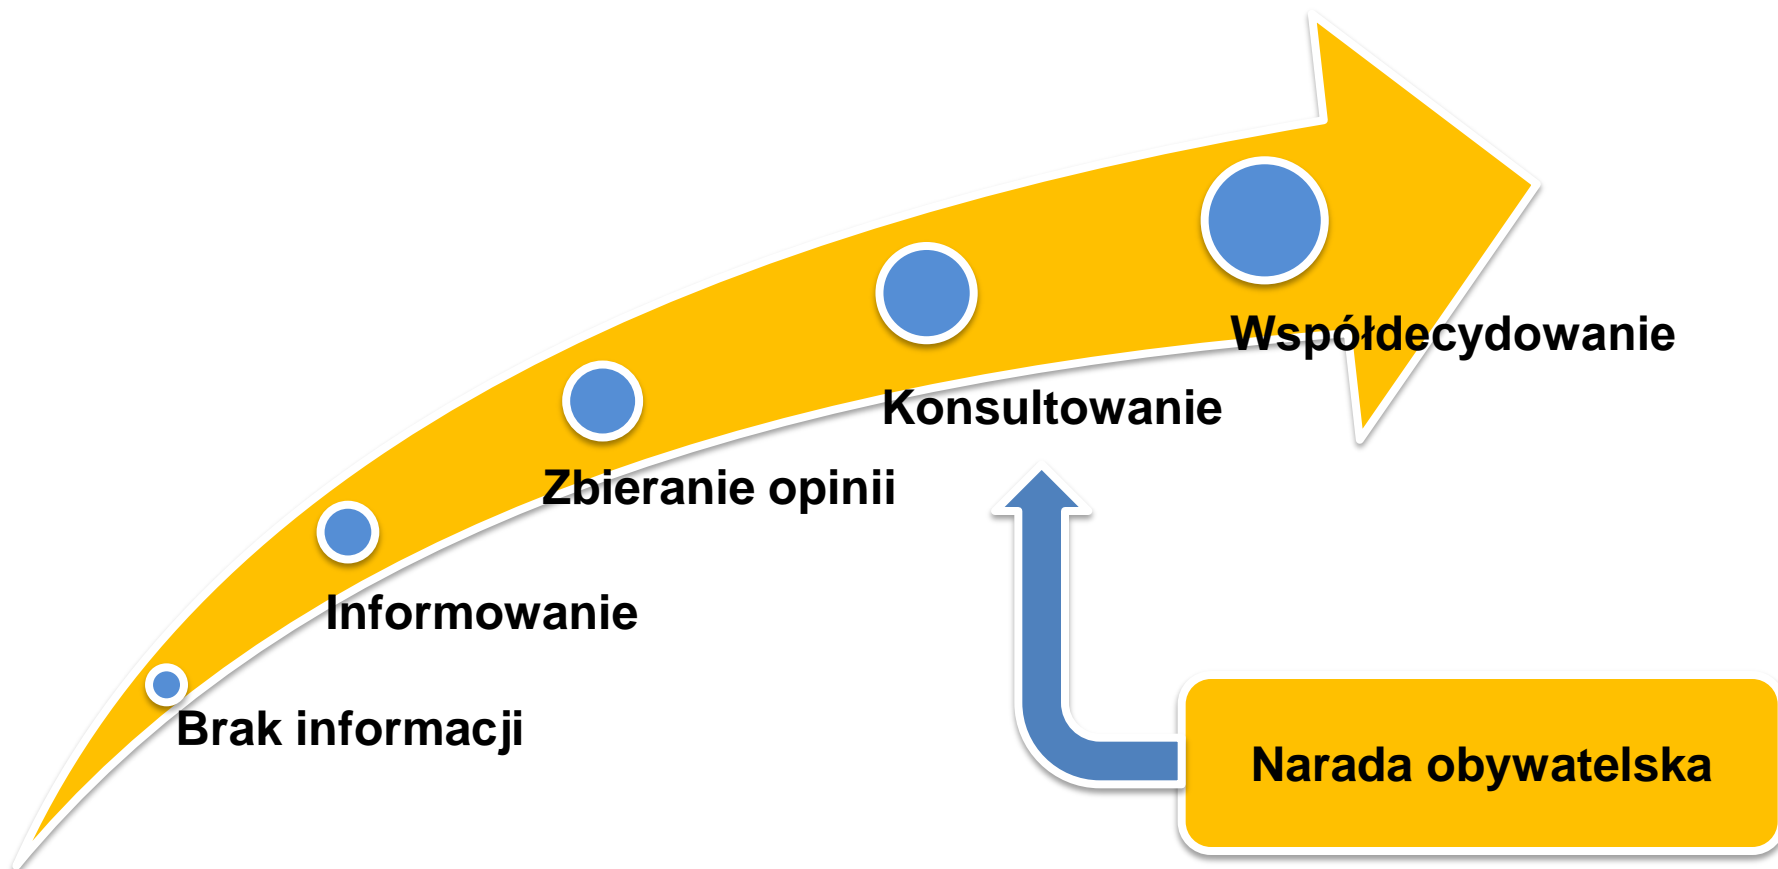 Współdecydowanie
Konsultowanie
Zbieranie opinii
Informowanie
Brak informacji
Narada obywatelska